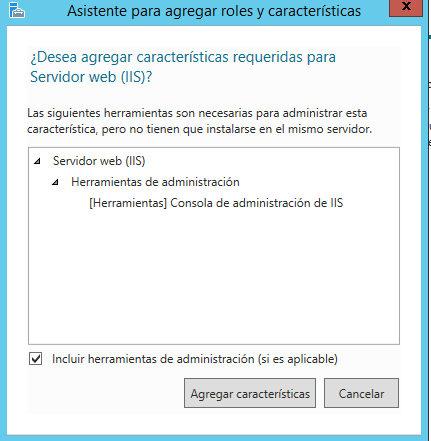 Asistente para agregar roles y características
x
¿Desea agregar características requeridas para
Servidor web (IIS)?
Las siguientes herramientas son necesarias para administrar esta
característica, pero no tienen que instalarse en el mismo servidor.
Servidor web (IIS)
Herramientas de administración
[Herramientas] Consola de administración de IIS
Incluir herramientas de administración (si es aplicable)
Agregar características
Cancelar